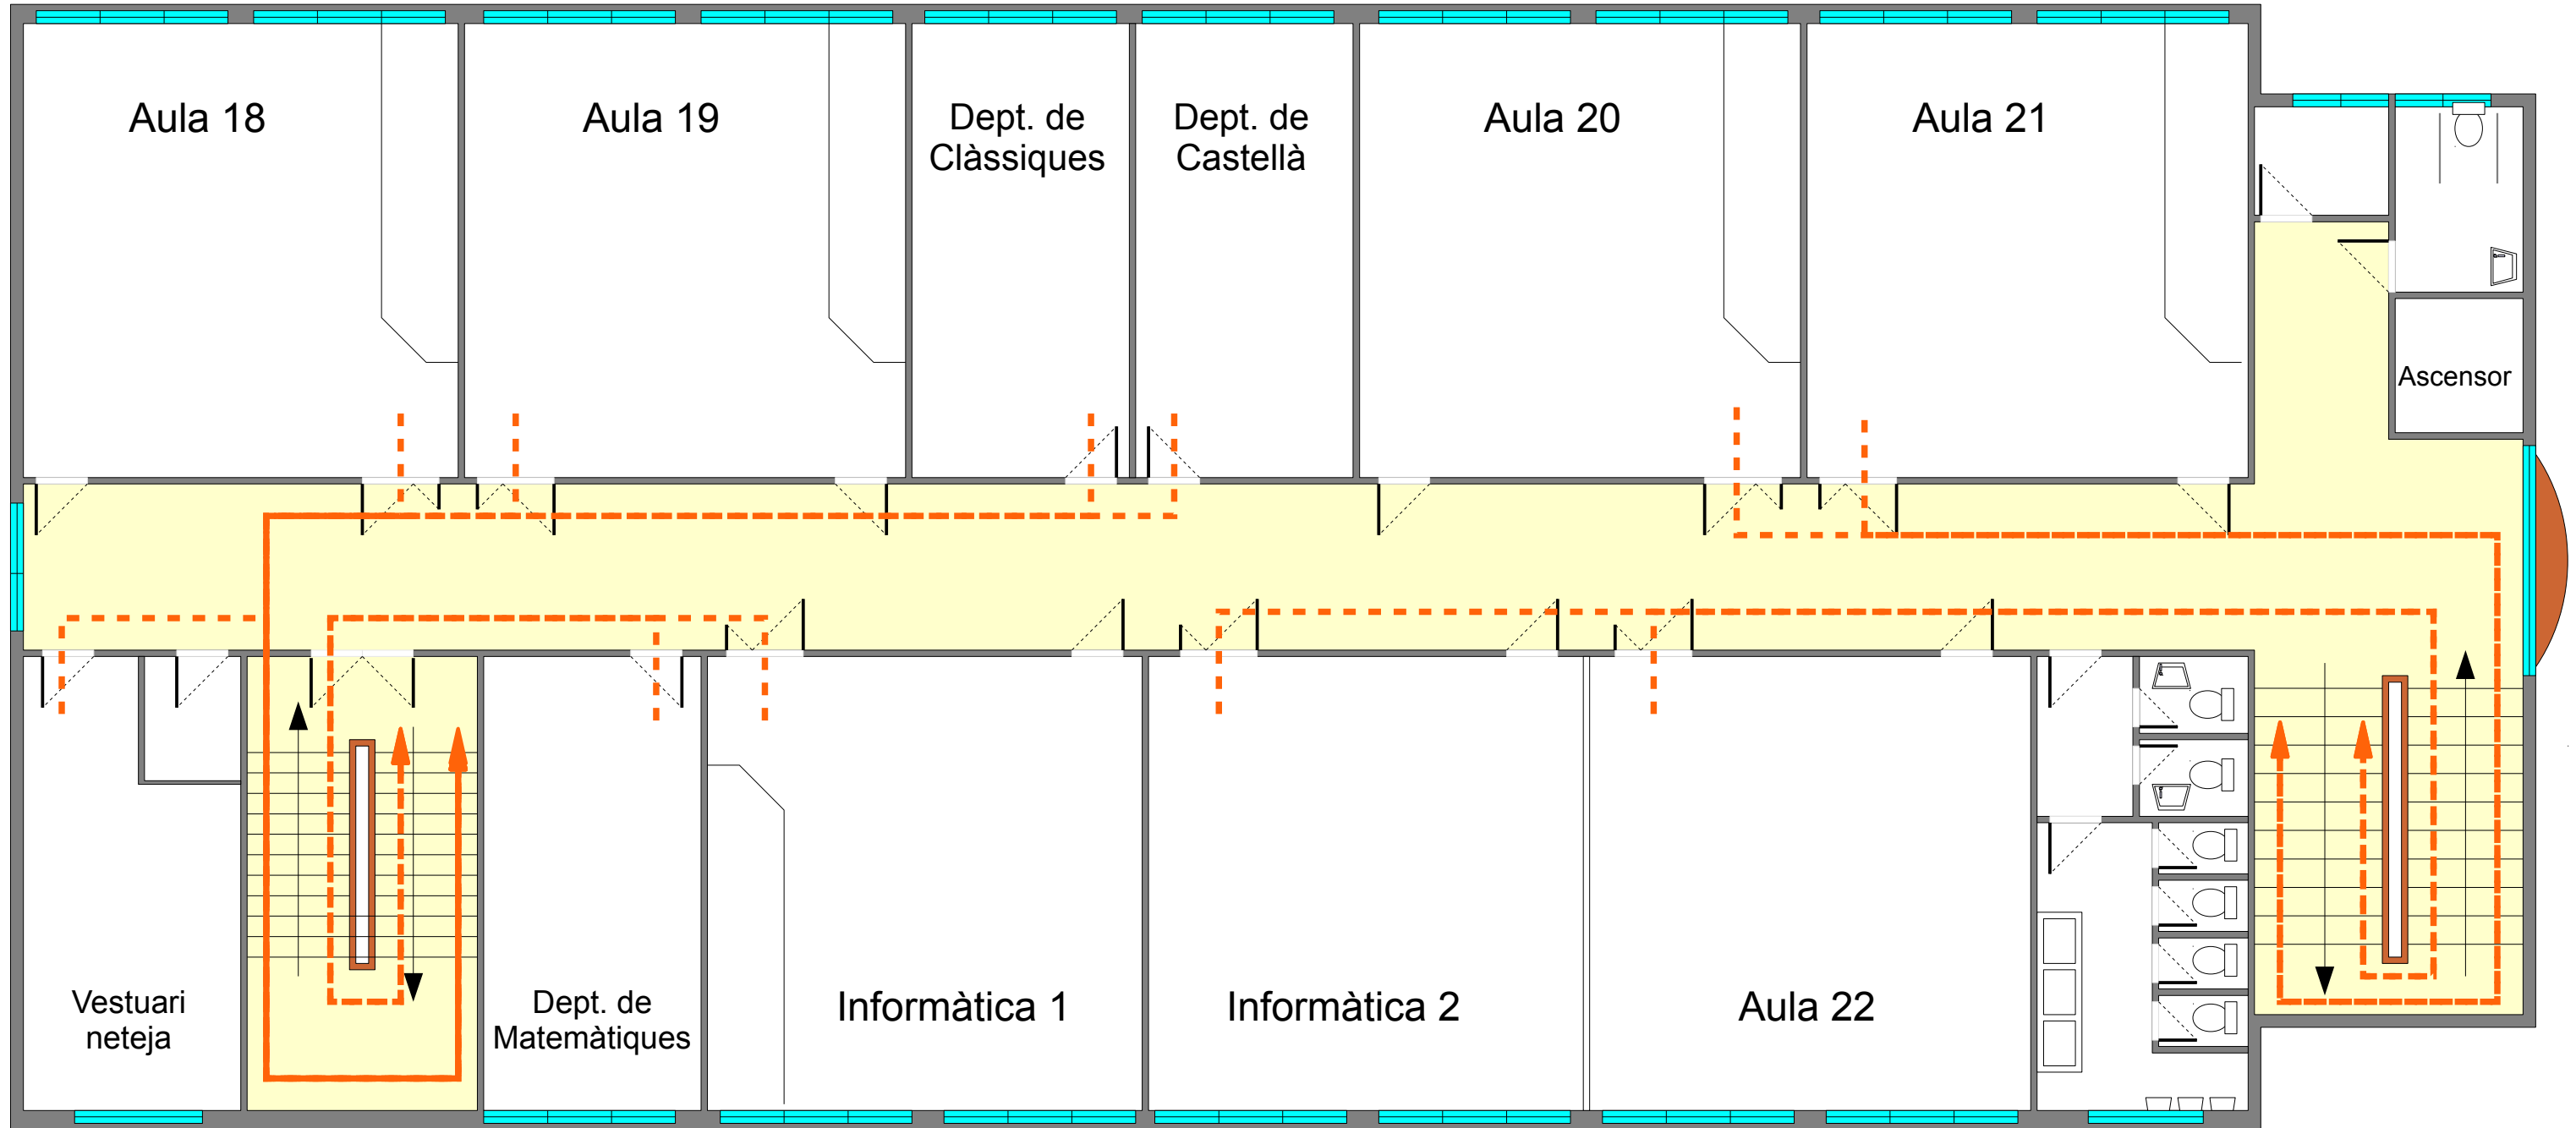 Aula 18
Aula 19
Dept. de
Clàssiques
Dept. de
Castellà
Aula 20
Aula 21
Ascensor
Vestuari
neteja
Dept. de
Matemàtiques
Informàtica 1
Informàtica 2
Aula 22